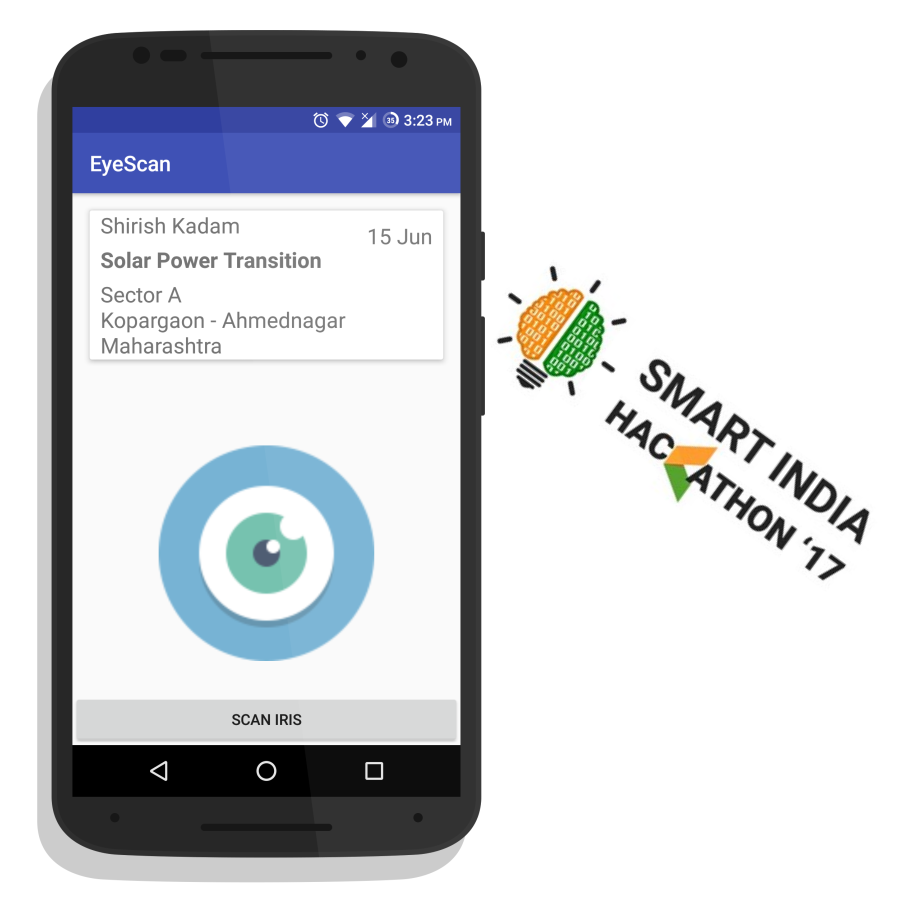 35 3:23 PM
EyeScan
Shirish Kadam
15 Jun
Solar Power Transition
Sector A
Kopargaon - Ahmednagar
Maharashtra
SCAN IRIS
SMART INDIA
HACKATHON ‘17